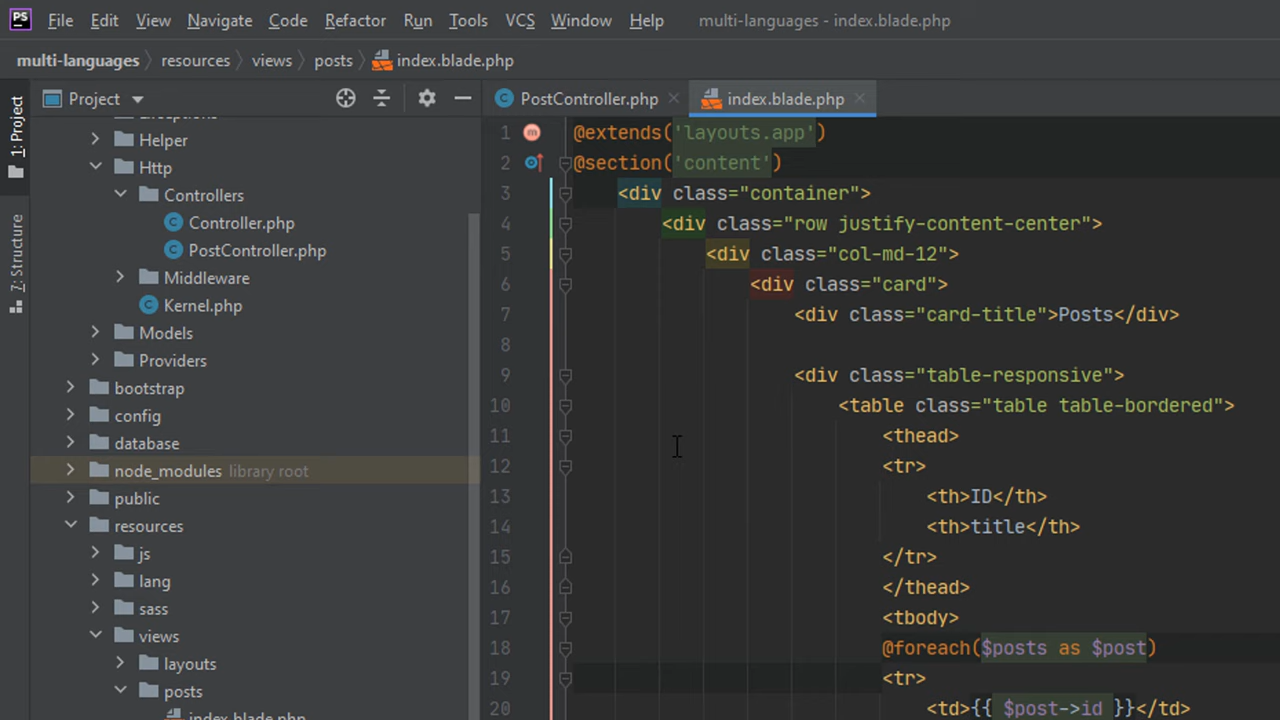 PS File Edit View Navigate Code Refactor Run Tools VCS Window Help multi-languages - index.blade.php
multi-languages resources views posts index.blade.php
1: Project
7: Structure
Project
Helper
Http
Controllers
Controller.php
PostController.php
Middleware
Kernel.php
Models
Providers
bootstrap
config
database
node_modules library root
public
resources
js
lang
sass
views
layouts
posts
index.blade.php
PostController.php index.blade.php
1 @extends('layouts.app')
2 @section('content')
3 <div class="container">
4 <div class="row justify-content-center">
5 <div class="col-md-12">
6 <div class="card">
7 <div class="card-title">Posts</div>
8
9 <div class="table-responsive">
10 <table class="table table-bordered">
11 <thead>
12 <tr>
13 <th>ID</th>
14 <th>title</th>
15 </tr>
16 </thead>
17 <tbody>
18 @foreach($posts as $post)
19 <tr>
20 <td>{{ $post->id }}</td>